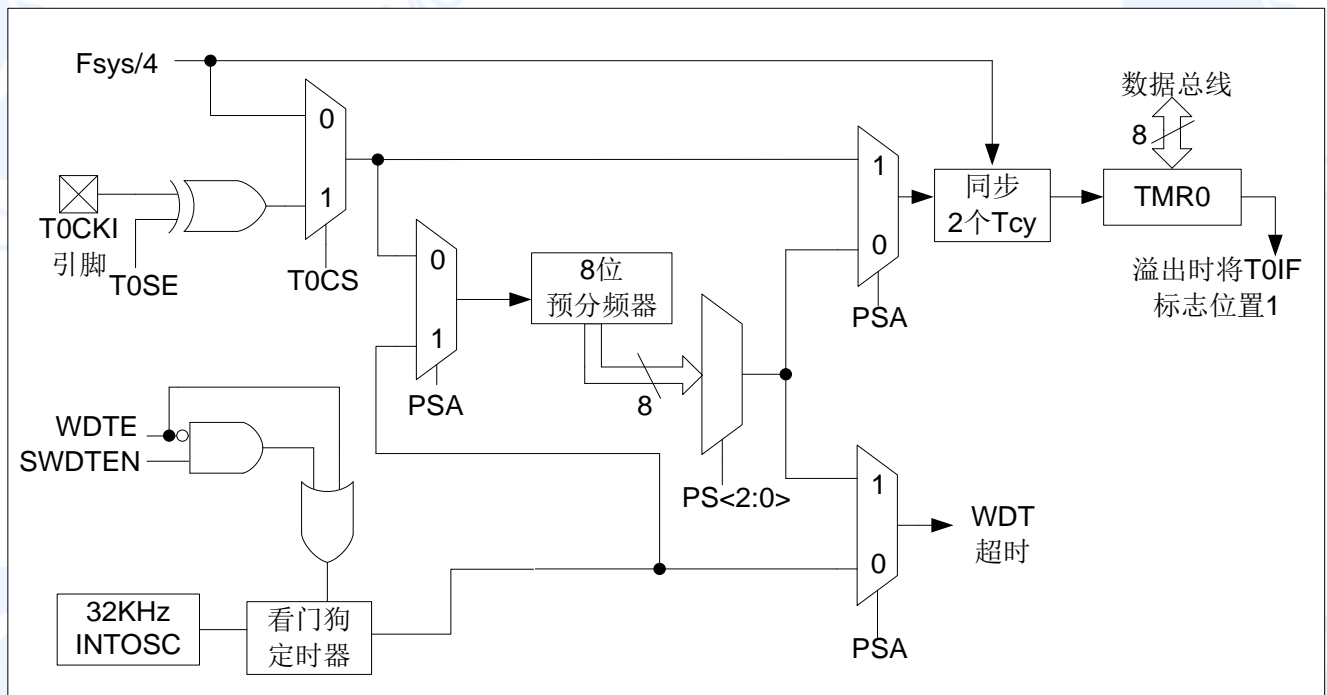 Fsys/4
0
1
T0CKI
引脚
T0SE
T0CS
0
1
PSA
8位
预分频器
8
PS<2:0>
1
0
PSA
同步
2个Tcy
数据总线
8
TMR0
溢出时将T0IF
标志位置1
WDTE
SWDTEN
32KHz
INTOSC
看门狗
定时器
1
0
PSA
WDT
超时